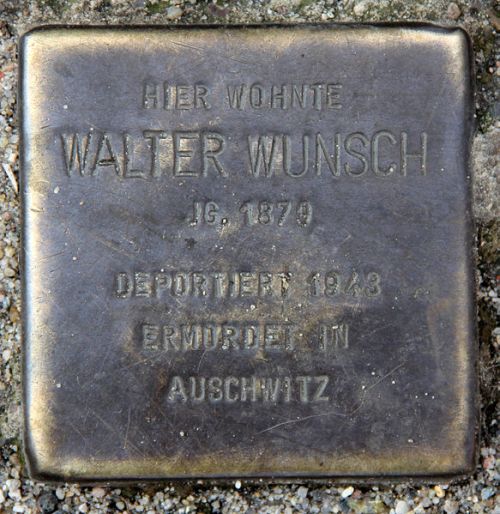 HIER WOHNTE
WALTER WUNSCH
JG. 1879
DEPORTIERT 1943
ERMORDET IN
AUSCHWITZ